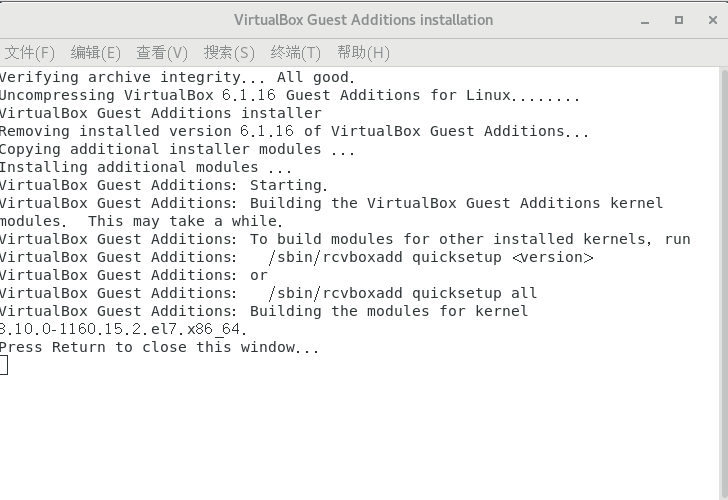 VirtualBox Guest Additions installation
文件(F) 编辑(E) 查看(V) 搜索(S) 终端(T) 帮助(H)
Verifying archive integrity... All good.
Uncompressing VirtualBox 6.1.16 Guest Additions for Linux........
VirtualBox Guest Additions installer
Removing installed version 6.1.16 of VirtualBox Guest Additions...
Copying additional installer modules ...
Installing additional modules ...
VirtualBox Guest Additions: Starting.
VirtualBox Guest Additions: Building the VirtualBox Guest Additions kernel
modules.  This may take a while.
VirtualBox Guest Additions: To build modules for other installed kernels, run
VirtualBox Guest Additions:   /sbin/rcvboxadd quicksetup <version>
VirtualBox Guest Additions: or
VirtualBox Guest Additions:   /sbin/rcvboxadd quicksetup all
VirtualBox Guest Additions: Building the modules for kernel
3.10.0-1160.15.2.el7.x86_64.
Press Return to close this window...